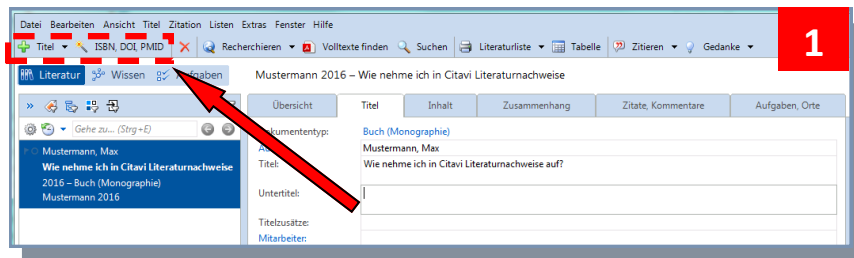 Datei Bearbeiten Ansicht Titel Zitation Listen Extras Fenster Hilfe
Titel ISBN, DOI, PMID Recherchieren Volltexte finden Suchen Literaturliste Tabelle Zitieren Gedanke
1
Literatur Wissen Aufgaben Mustermann 2016 – Wie nehme ich in Citavi Literaturnachweise
Übersicht Titel Inhalt Zusammenhang Zitate, Kommentare Aufgaben, Orte
Gehe zu... (Strg+E)
Dokumententyp: Buch (Monographie)
Mustermann, Max
Wie nehme ich in Citavi Literaturnachweise
2016 – Buch (Monographie)
Mustermann 2016
Mustermann, Max
Titel: Wie nehme ich in Citavi Literaturnachweise auf?
Untertitel:
Titelzusätze:
Mitarbeiter: